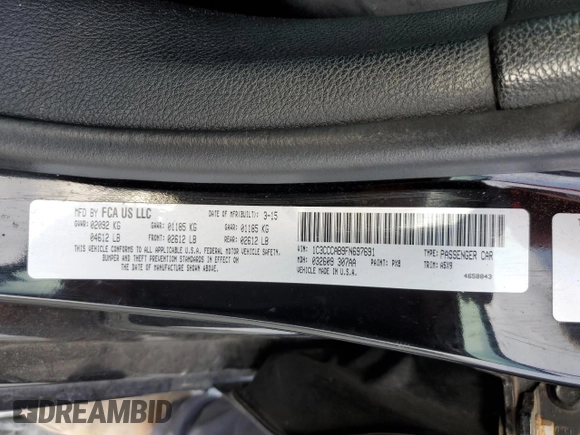 MFD BY FCA US LLC
DATE OF MFR(BUILT): 3-15
GVWR: 02092 KG
04612 LB
GAWR: 01185 KG
FRONT: 02612 LB
GAWR: 01185 KG
REAR: 02612 LB
THIS VEHICLE CONFORMS TO ALL APPLICABLE U.S.A. FEDERAL MOTOR VEHICLE SAFETY,
BUMPER AND THEFT PREVENTION STANDARDS IN EFFECT ON
THE DATE OF MANUFACTURE SHOWN ABOVE. MADE IN U.S.A
VIN: 1C3CCCAB9FN697691
TYPE: PASSENGER CAR
MDH: 032609 307AA
PAINT: PX8
TRIM: A5X9
4658043
DREAMBID